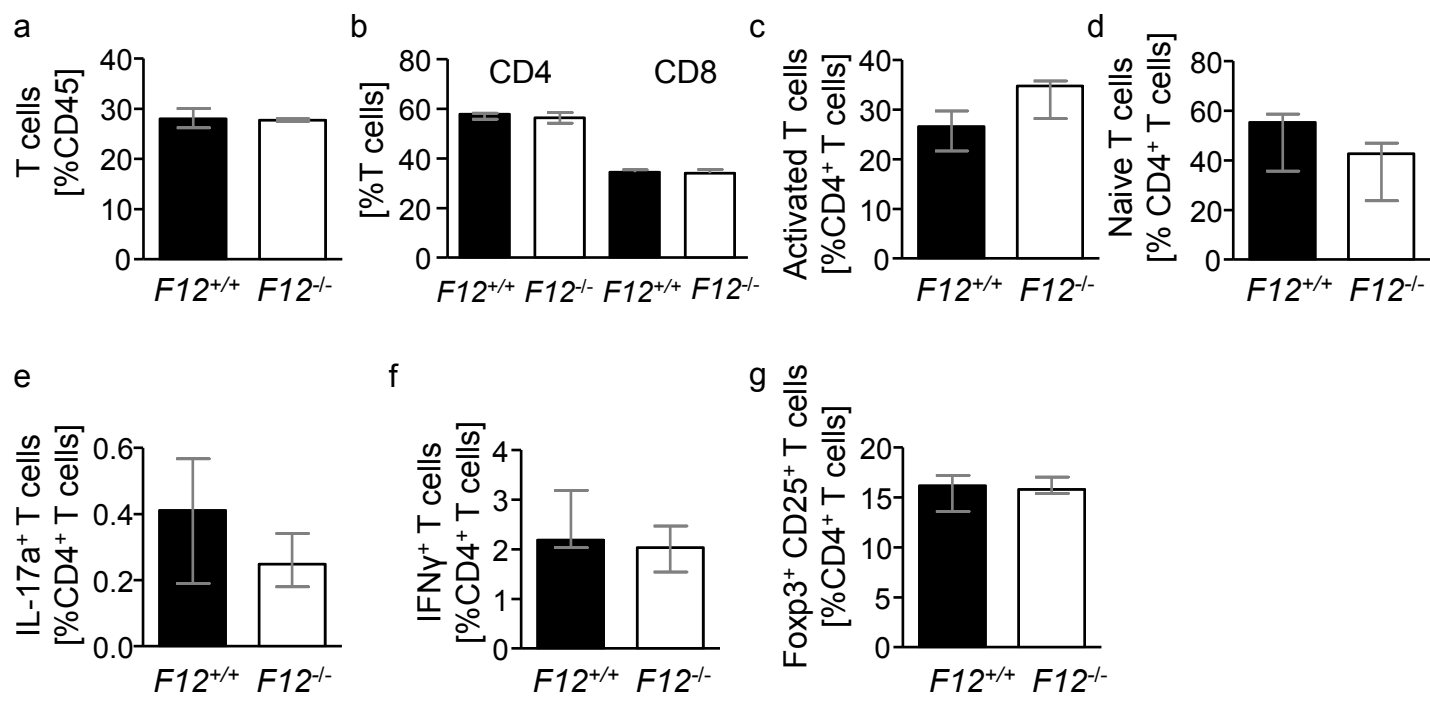 a
T cells
[%CD45]
40
30
20
10
0
F12+/+ F12-/-
b
[%T cells]
CD4 CD8
80
60
40
20
0
F12+/+ F12-/- F12+/+ F12-/-
c
Activated T cells
[%CD4+ T cells]
40
30
20
10
0
F12+/+ F12-/-
d
Naive T cells
[% CD4+ T cells]
80
60
40
20
0
F12+/+ F12-/-
e
IL-17a+ T cells
[%CD4+ T cells]
0.6
0.4
0.2
0.0
F12+/+ F12-/-
f
IFNγ+ T cells
[%CD4+ T cells]
4
3
2
1
0
F12+/+ F12-/-
g
Foxp3+ CD25+ T cells
[%CD4+ T cells]
20
15
10
5
0
F12+/+ F12-/-